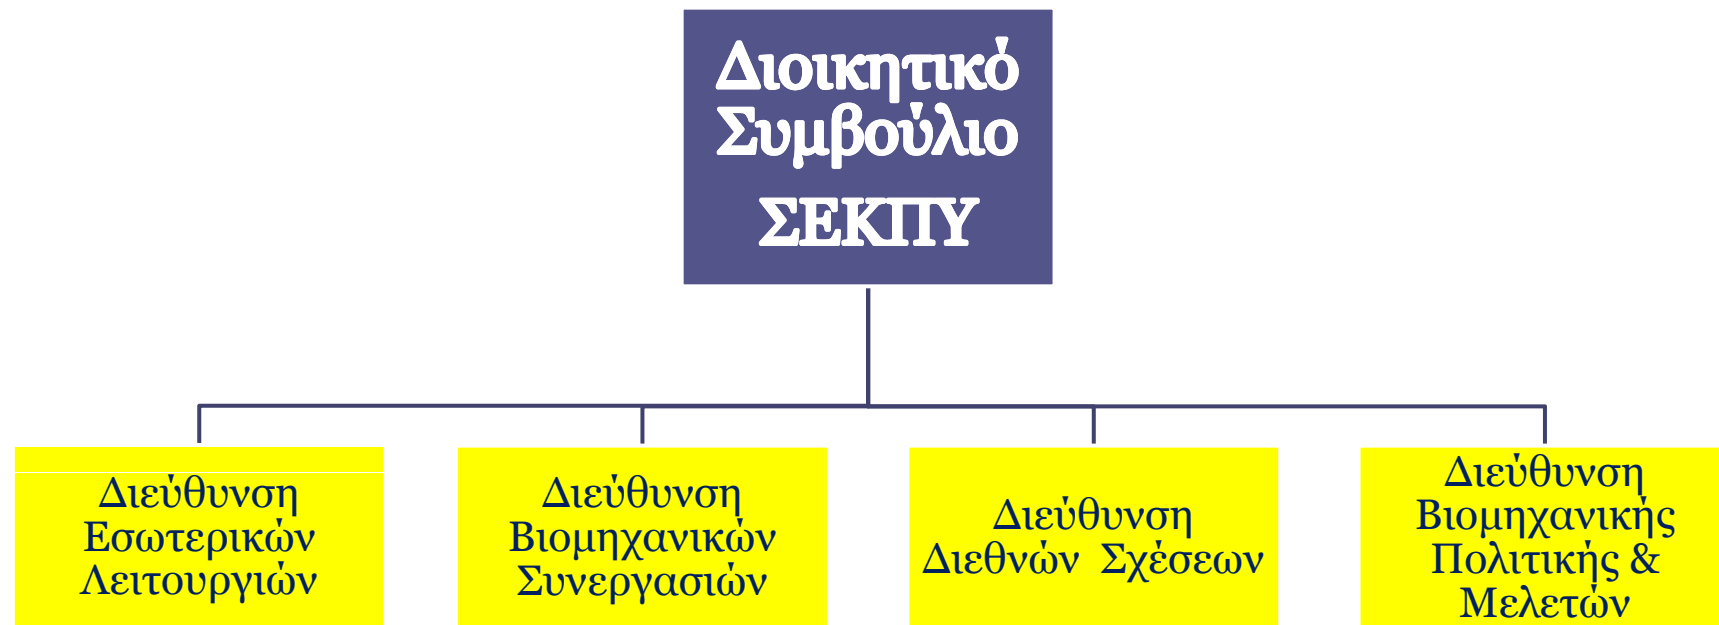 Διοικητικό
Συμβούλιο
ΣΕΚΠΥ
Διεύθυνση
Εσωτερικών
Λειτουργιών
Διεύθυνση
Βιομηχανικών
Συνεργασιών
Διεύθυνση
Διεθνών Σχέσεων
Διεύθυνση
Βιομηχανικής
Πολιτικής &
Μελετών